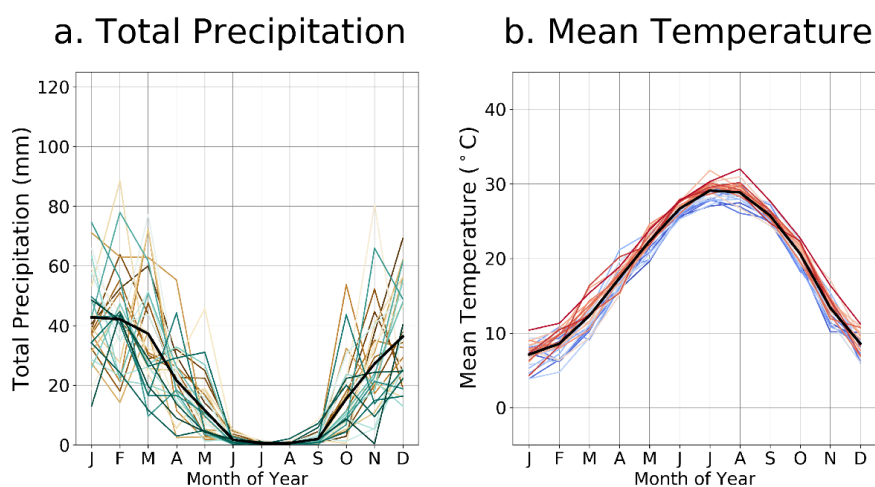 a. Total Precipitation
Total Precipitation (mm)
120
100
80
60
40
20
0
J F M A M J J A S O N D
Month of Year
b. Mean Temperature
Mean Temperature (°C)
40
30
20
10
0
J F M A M J J A S O N D
Month of Year